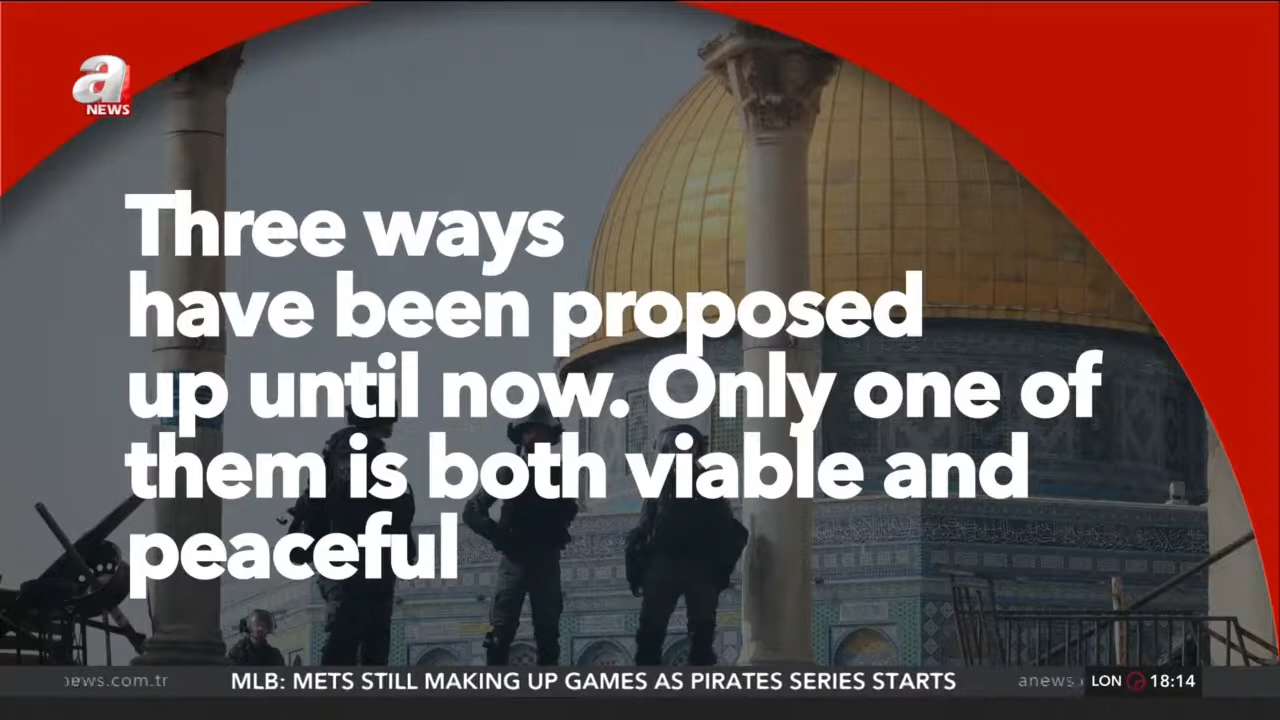 a
NEWS
Three ways
have been proposed
up until now. Only one of
them is both viable and
peaceful
ews.com.tr
MLB: METS STILL MAKING UP GAMES AS PIRATES SERIES STARTS
anews
LON 18:14